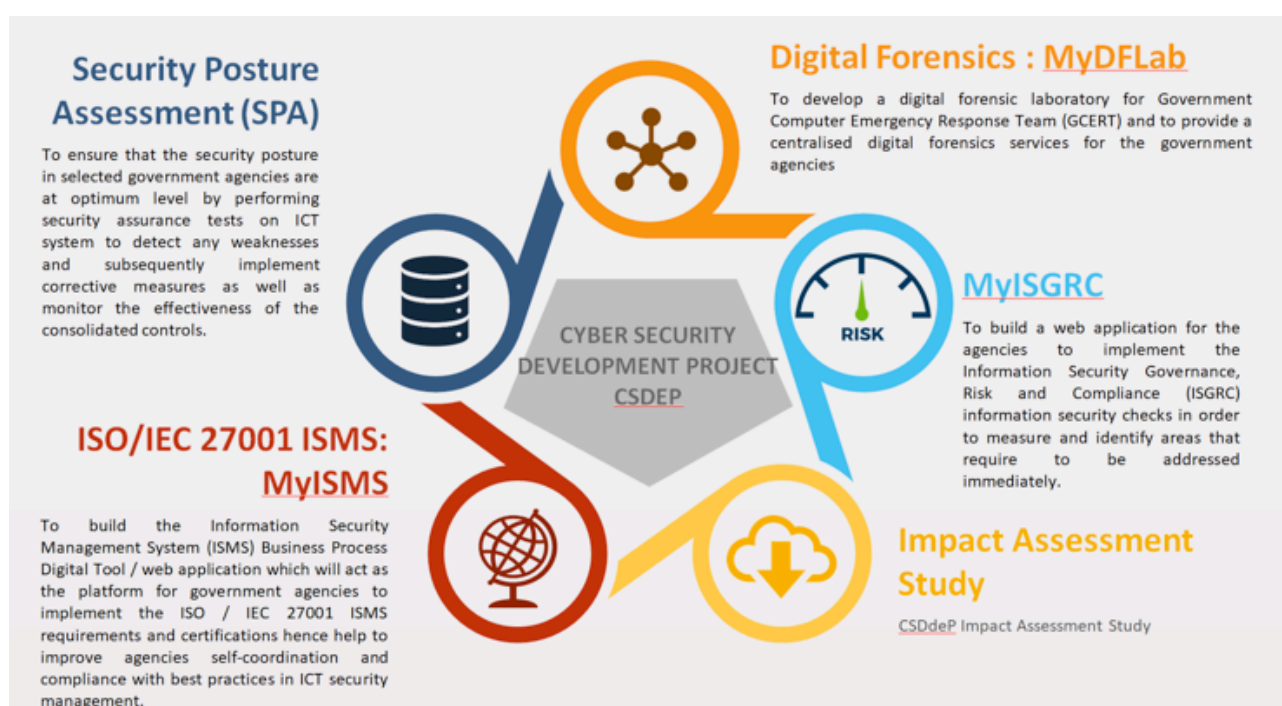 Security Posture
Assessment (SPA)
To ensure that the security posture
in selected government agencies are
at optimum level by performing
security assurance tests on ICT
system to detect any weaknesses
and subsequently implement
corrective measures as well as
monitor the effectiveness of the
consolidated controls.
Digital Forensics : MyDFLab
To develop a digital forensic laboratory for Government
Computer Emergency Response Team (GCERT) and to provide a
centralised digital forensics services for the government
agencies
RISK
MyISGRC
To build a web application for the
agencies to implement the
Information Security Governance,
Risk and Compliance (ISGRC)
information security checks in order
to measure and identify areas that
require to be addressed
immediately.
CYBER SECURITY
DEVELOPMENT PROJECT
CSDEP
ISO/IEC 27001 ISMS:
MyISMS
To build the Information Security
Management System (ISMS) Business Process
Digital Tool / web application which will act as
the platform for government agencies to
implement the ISO / IEC 27001 ISMS
requirements and certifications hence help to
improve agencies self-coordination and
compliance with best practices in ICT security
management.
Impact Assessment
Study
CSDdeP Impact Assessment Study